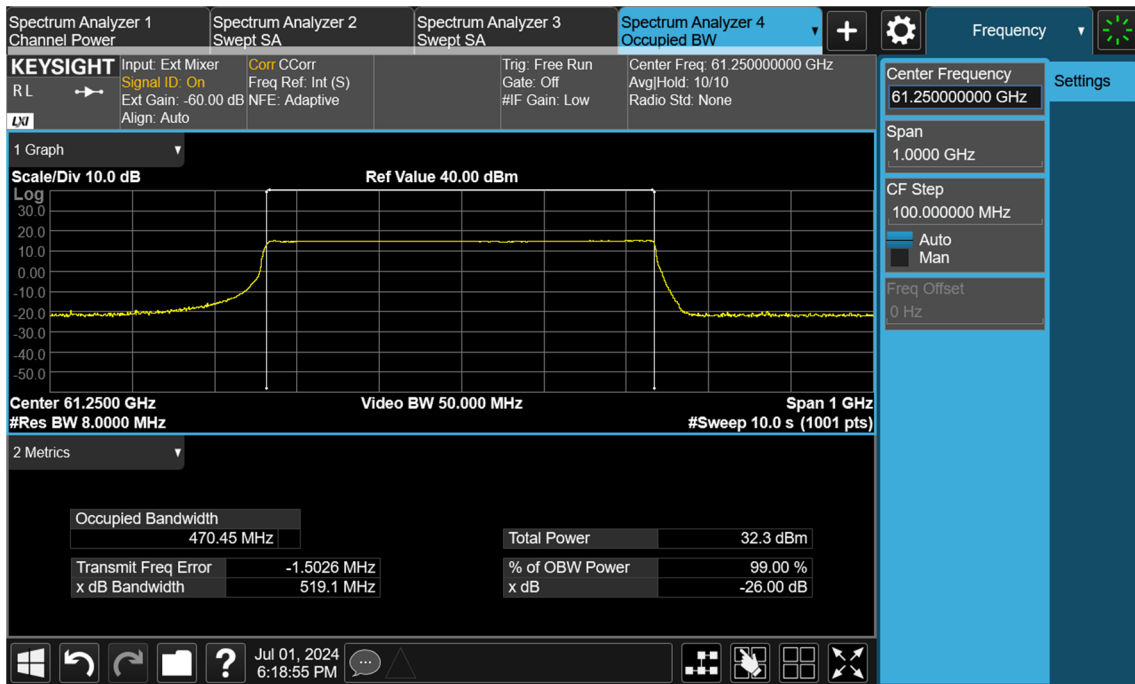 Spectrum Analyzer 1
Channel Power
Spectrum Analyzer 2
Swept SA
Spectrum Analyzer 3
Swept SA
Spectrum Analyzer 4
Occupied BW
Frequency
KEYSIGHT
R L
LXI
Input: Ext Mixer
Signal ID: On
Ext Gain: -60.00 dB
Align: Auto
Corr CCorr
Freq Ref: Int (S)
NFE: Adaptive
Trig: Free Run
Gate: Off
#IF Gain: Low
Center Freq: 61.250000000 GHz
Avg|Hold: 10/10
Radio Std: None
1 Graph
Scale/Div 10.0 dB
Ref Value 40.00 dBm
Log
30.0
20.0
10.0
0.00
-10.0
-20.0
-30.0
-40.0
-50.0
Center 61.2500 GHz
#Res BW 8.0000 MHz
Video BW 50.000 MHz
Span 1 GHz
#Sweep 10.0 s (1001 pts)
2 Metrics
Occupied Bandwidth
470.45 MHz
Transmit Freq Error -1.5026 MHz
x dB Bandwidth 519.1 MHz
Total Power 32.3 dBm
% of OBW Power 99.00 %
x dB -26.00 dB
Jul 01, 2024
6:18:55 PM
Center Frequency
61.250000000 GHz
Span
1.0000 GHz
CF Step
100.000000 MHz
Auto
Man
Freq Offset
0 Hz
Settings